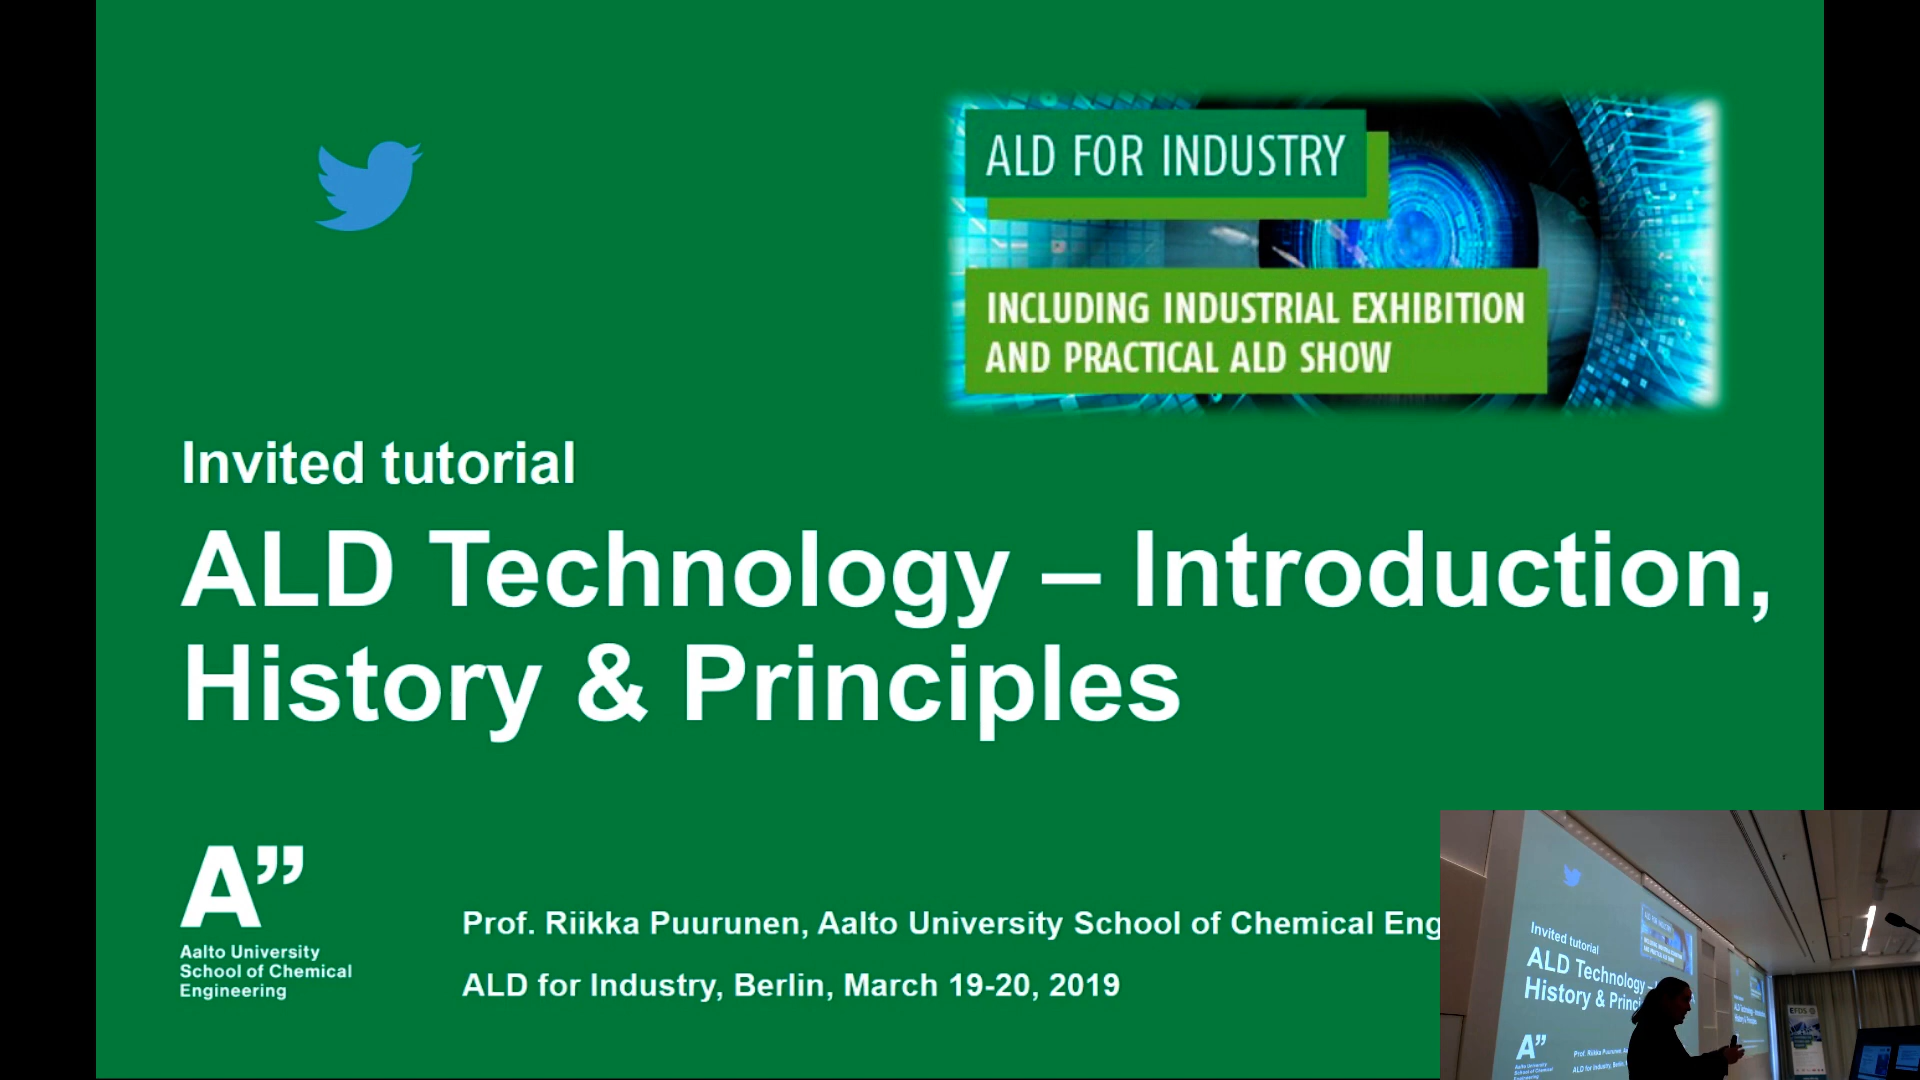 ALD FOR INDUSTRY
INCLUDING INDUSTRIAL EXHIBITION
AND PRACTICAL ALD SHOW
Invited tutorial
ALD Technology – Introduction,
History & Principles
A”
Aalto University
School of Chemical
Engineering
Prof. Riikka Puurunen, Aalto University School of Chemical Eng
ALD for Industry, Berlin, March 19-20, 2019
Invited tutorial
ALD Technology –
History & Princi
A”